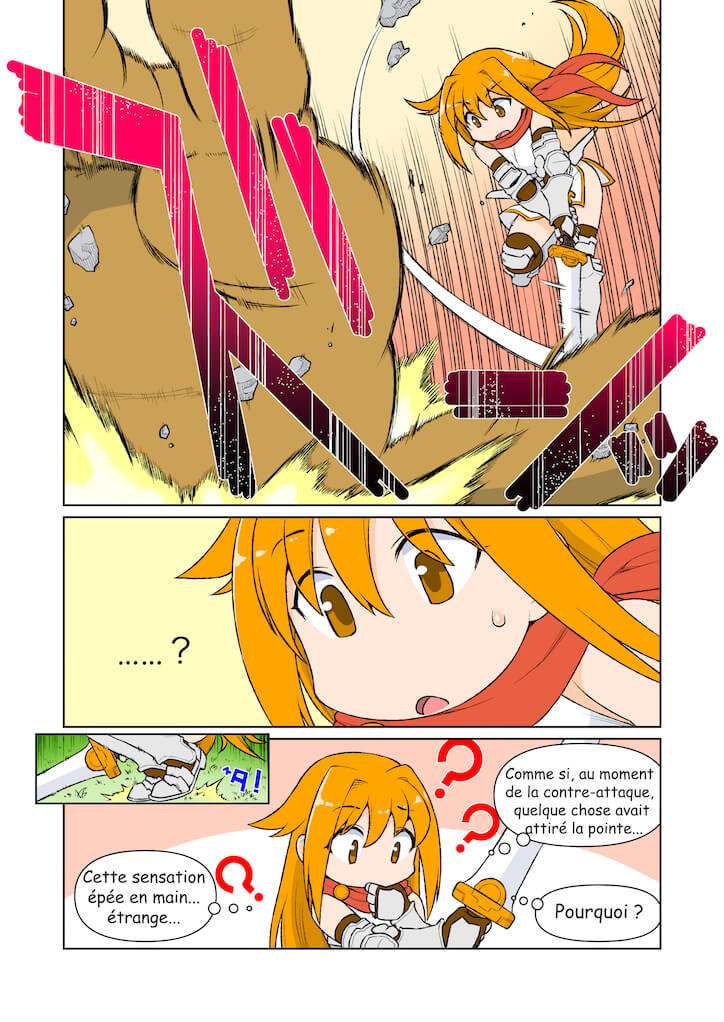 ……？
タ!
Comme si, au moment
de la contre-attaque,
quelque chose avait
attiré la pointe...
Cette sensation
épée en main...
étrange...
Pourquoi ?